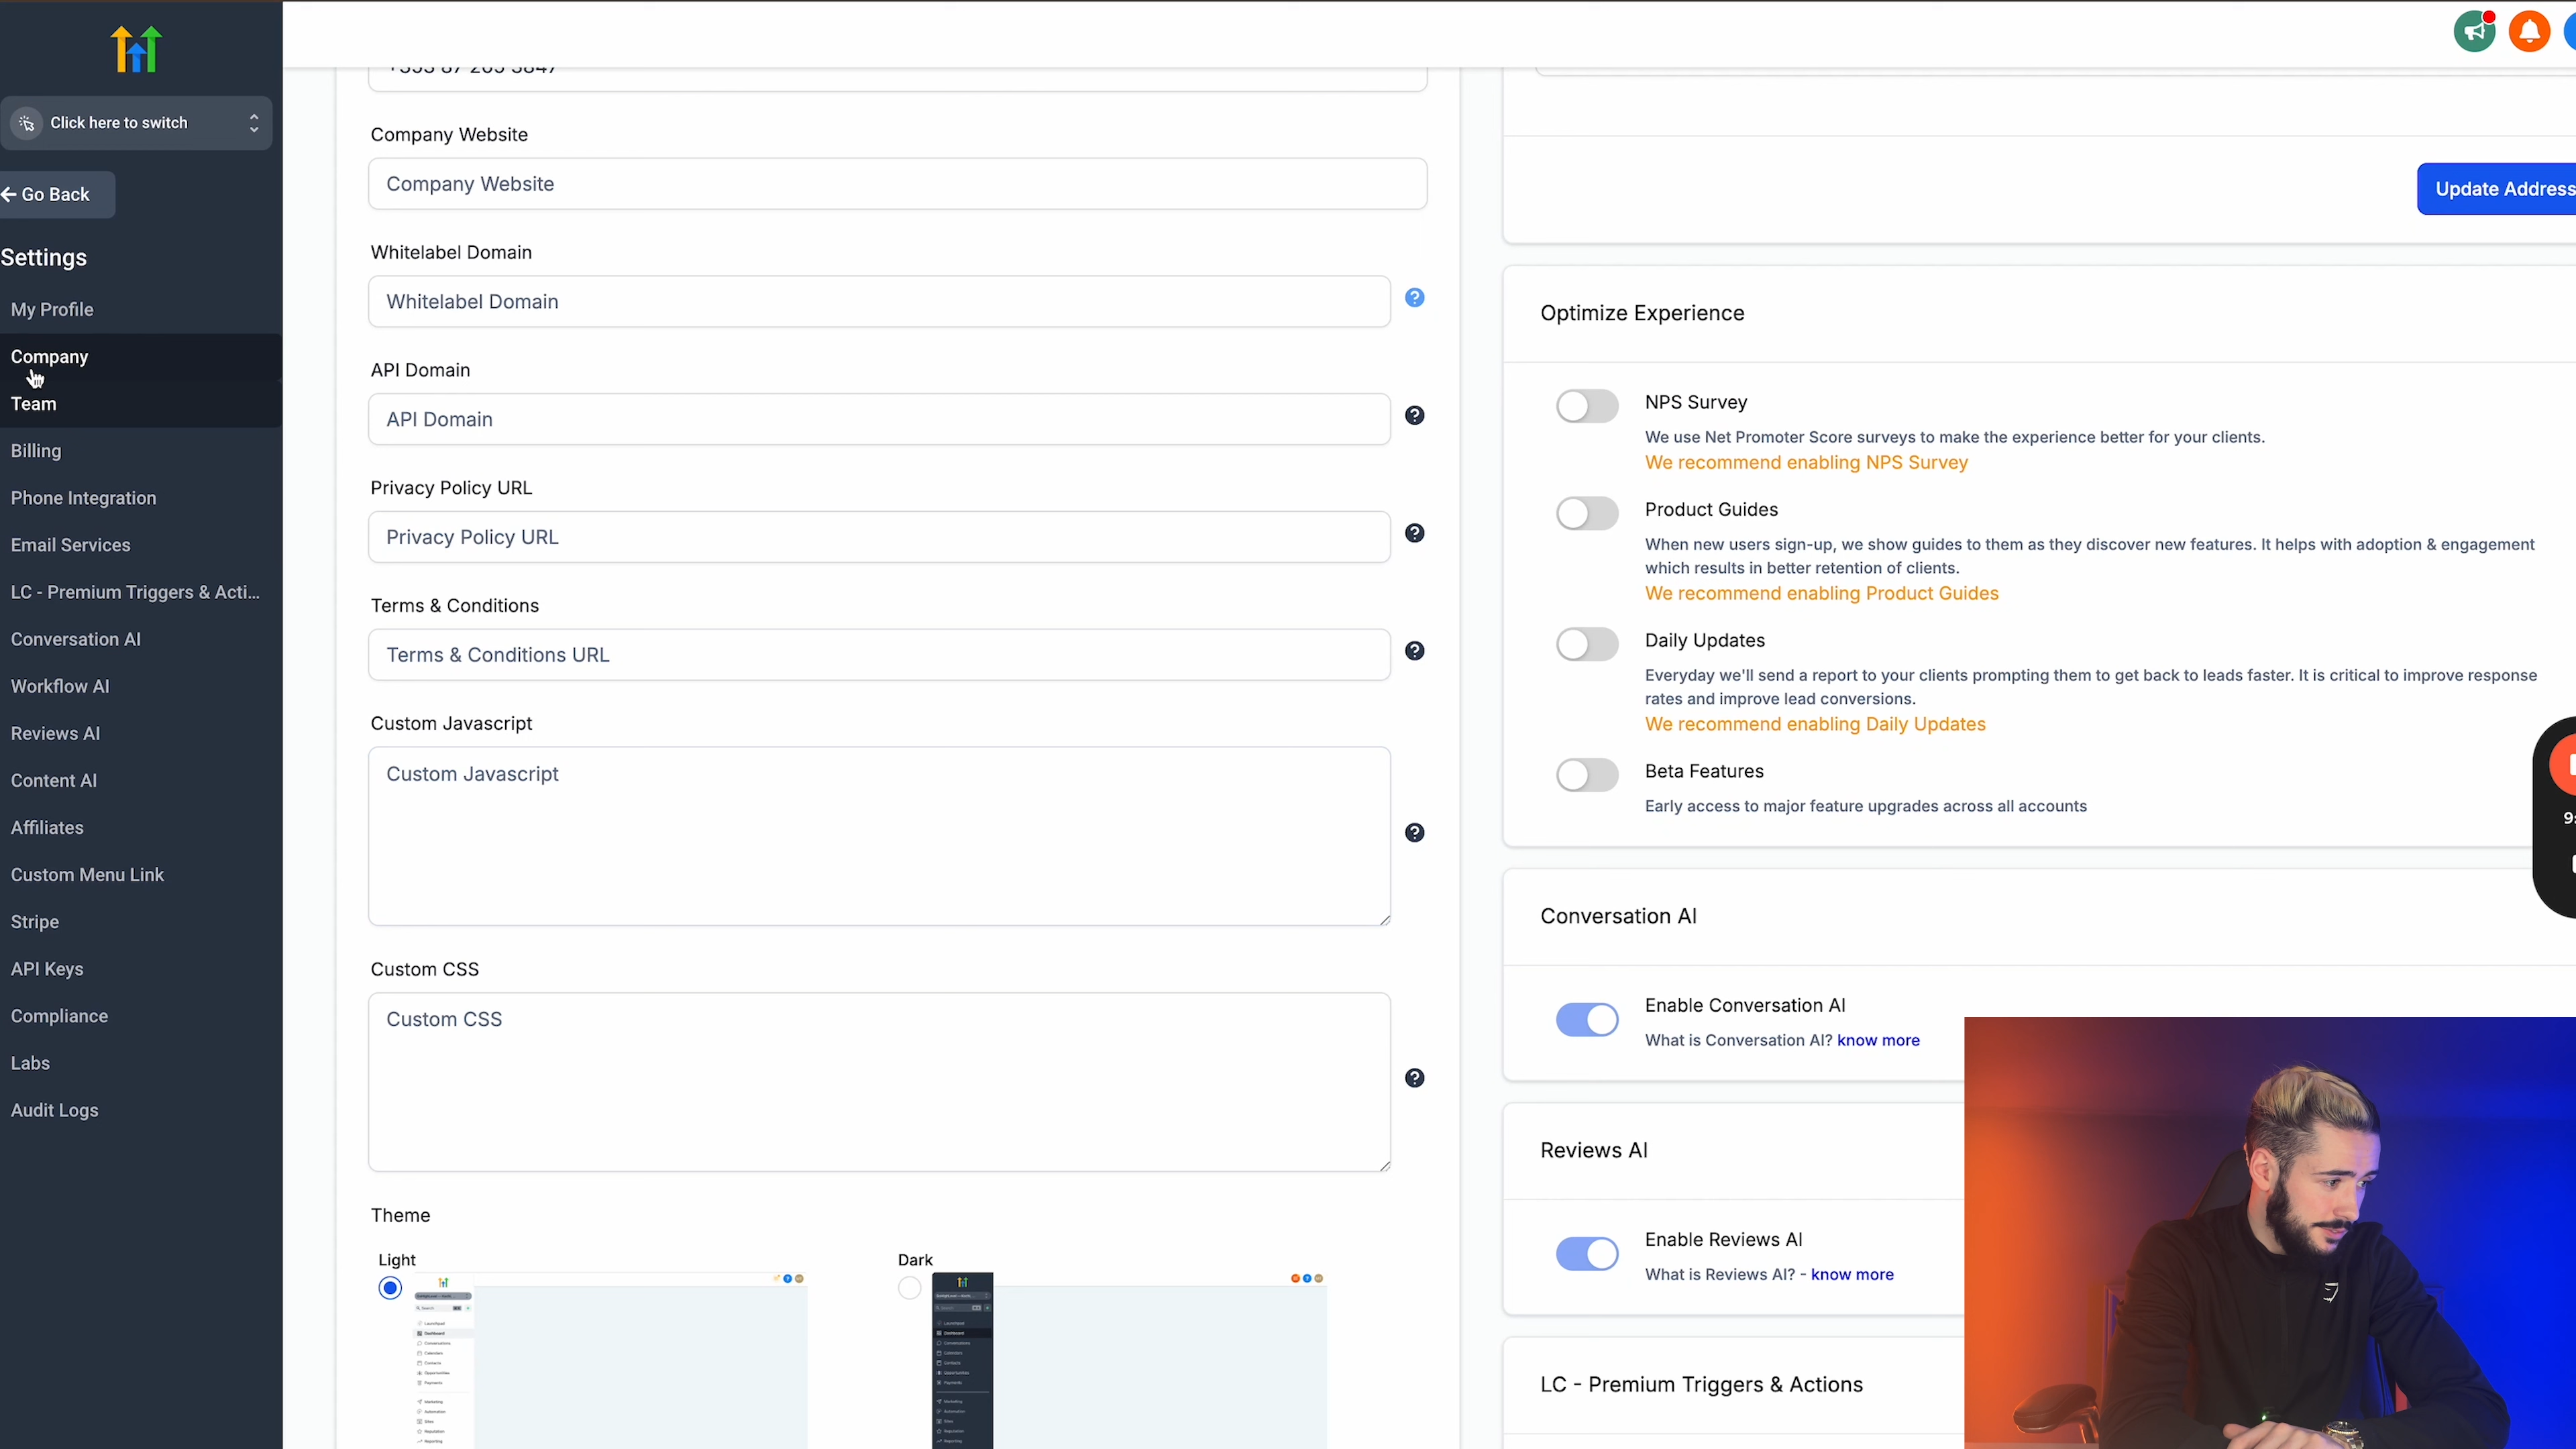 Click here to switch
Go Back
Settings
My Profile
Company
Team
Billing
Phone Integration
Email Services
LC - Premium Triggers & Acti...
Conversation AI
Workflow AI
Reviews AI
Content AI
Affiliates
Custom Menu Link
Stripe
API Keys
Compliance
Labs
Audit Logs
Company Website
Company Website
Whitelabel Domain
Whitelabel Domain
API Domain
API Domain
Privacy Policy URL
Privacy Policy URL
Terms & Conditions
Terms & Conditions URL
Custom Javascript
Custom Javascript
Custom CSS
Custom CSS
Theme
Light
Dark
Update Address
Optimize Experience
NPS Survey
We use Net Promoter Score surveys to make the experience better for your clients.
We recommend enabling NPS Survey
Product Guides
When new users sign-up, we show guides to them as they discover new features. It helps with adoption & engagement
which results in better retention of clients.
We recommend enabling Product Guides
Daily Updates
Everyday we'll send a report to your clients prompting them to get back to leads faster. It is critical to improve response
rates and improve lead conversions.
We recommend enabling Daily Updates
Beta Features
Early access to major feature upgrades across all accounts
Conversation AI
Enable Conversation AI
What is Conversation AI? know more
Reviews AI
Enable Reviews AI
What is Reviews AI? - know more
LC - Premium Triggers & Actions